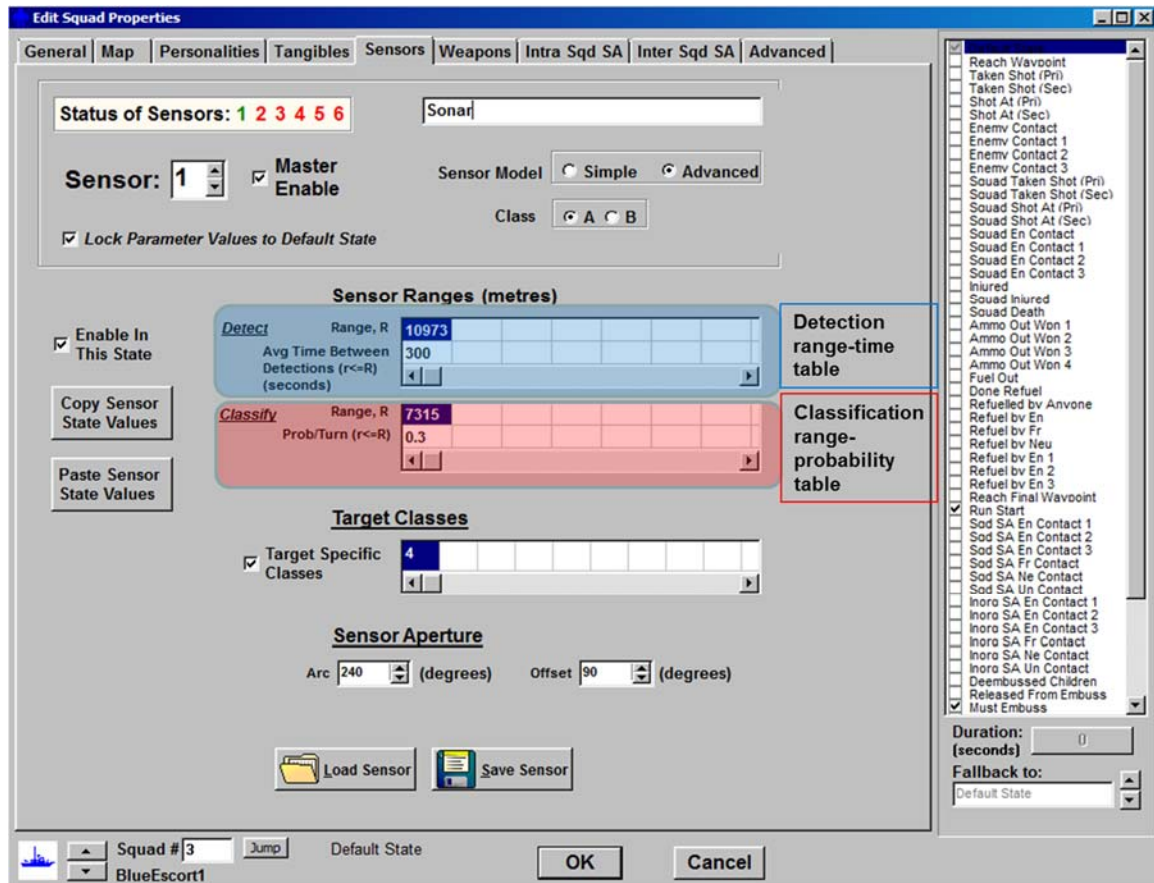 Edit Squad Properties
General Map Personalities Tangibles Sensors Weapons Intra Sqd SA Inter Sqd SA Advanced
Status of Sensors: 1 2 3 4 5 6
Sonar
Sensor: 1
Master Enable
Sensor Model Simple Advanced
Class A B
Lock Parameter Values to Default State
Sensor Ranges (metres)
Enable In
This State
Detect Range, R 10973
Avg Time Between 300
Detections (r<=R)
(seconds)
Detection
range-time
table
Copy Sensor
State Values
Classify Range, R 7315
Prob/Turn (r<=R) 0.3
Classification
range-
probability
table
Paste Sensor
State Values
Target Classes
Target Specific
Classes
4
Sensor Aperture
Arc 240 (degrees) Offset 90 (degrees)
Load Sensor Save Sensor
Default State
Reach Waypoint
Taken Shot (Pri)
Taken Shot (Sec)
Shot At (Pri)
Shot At (Sec)
Enemy Contact
Enemy Contact 1
Enemy Contact 2
Enemy Contact 3
Squad Taken Shot (Pri)
Squad Taken Shot (Sec)
Squad Shot At (Pri)
Squad Shot At (Sec)
Squad En Contact
Squad En Contact 1
Squad En Contact 2
Squad En Contact 3
Injured
Squad Injured
Squad Death
Ammo Out Wpn 1
Ammo Out Wpn 2
Ammo Out Wpn 3
Ammo Out Wpn 4
Fuel Out
Done Refuel
Refuelled by Anyone
Refuel by En
Refuel by Fr
Refuel by Neu
Refuel by En 1
Refuel by En 2
Refuel by En 3
Reach Final Waypoint
Run Start
Sqd SA En Contact 1
Sqd SA En Contact 2
Sqd SA En Contact 3
Sqd SA Fr Contact
Sqd SA Ne Contact
Sqd SA Un Contact
Inorg SA En Contact 1
Inorg SA En Contact 2
Inorg SA En Contact 3
Inorg SA Fr Contact
Inorg SA Ne Contact
Inorg SA Un Contact
Deembussed Children
Released From Embuss
Must Embuss
Duration:
(seconds) 0
Fallback to:
Default State
Squad # 3 Jump Default State
BlueEscort1
OK Cancel